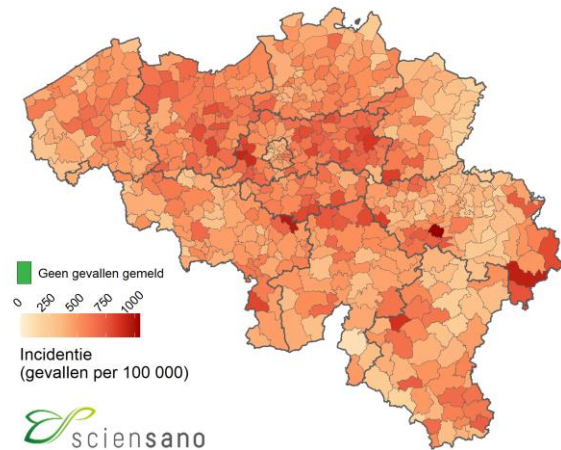 Geen gevallen gemeld
0 250 500 750 1000
Incidentie
(gevallen per 100 000)
sciensano